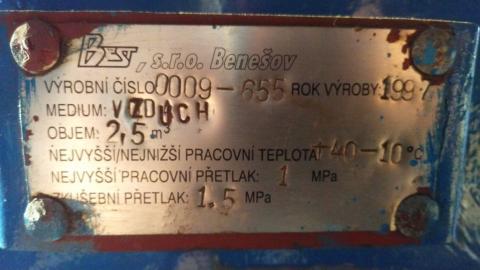 BEST, s.r.o. Benešov
VÝROBNÍ ČÍSLO 0009-655 ROK VÝROBY: 1997
MEDIUM: VZDUCH
OBJEM: 2,5 m³
NEJVYŠŠÍ/NEJNIŽŠÍ PRACOVNÍ TEPLOTA +40-10°C
NEJVYŠŠÍ PRACOVNÍ PŘETLAK: 1 MPa
ZKUŠEBNÍ PŘETLAK: 1.5 MPa